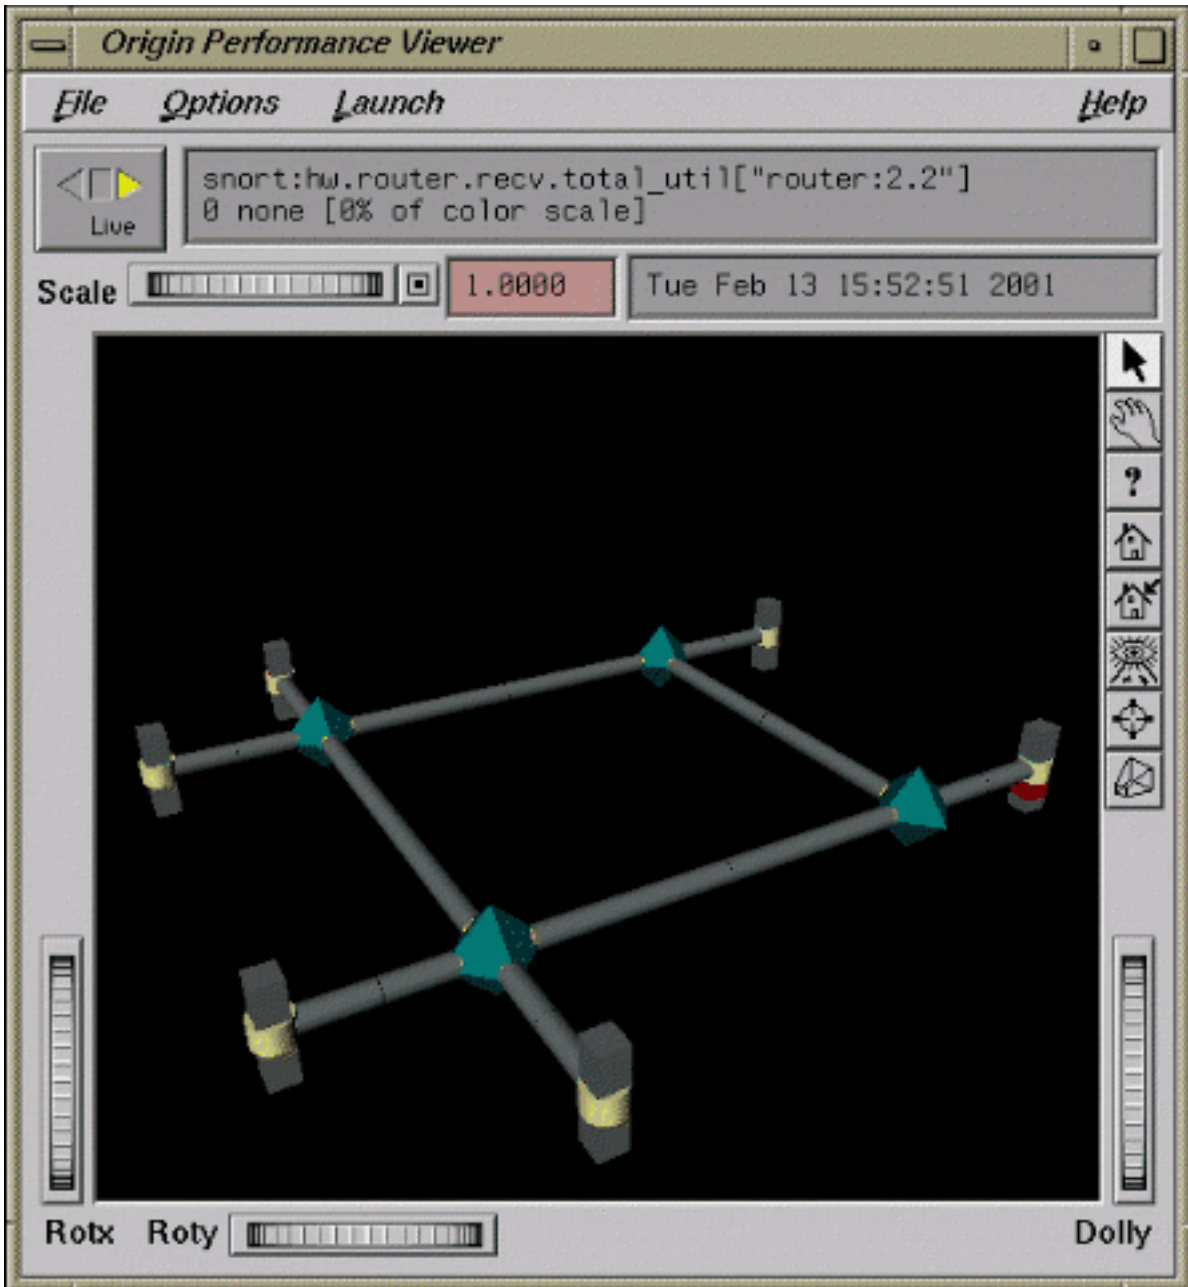 Origin Performance Viewer
File Options Launch Help
snort:hw.router.recv.total_util["router:2.2"]
0 none [0% of color scale]
Live
Scale 1.0000 Tue Feb 13 15:52:51 2001
?
Rotx Roty Dolly